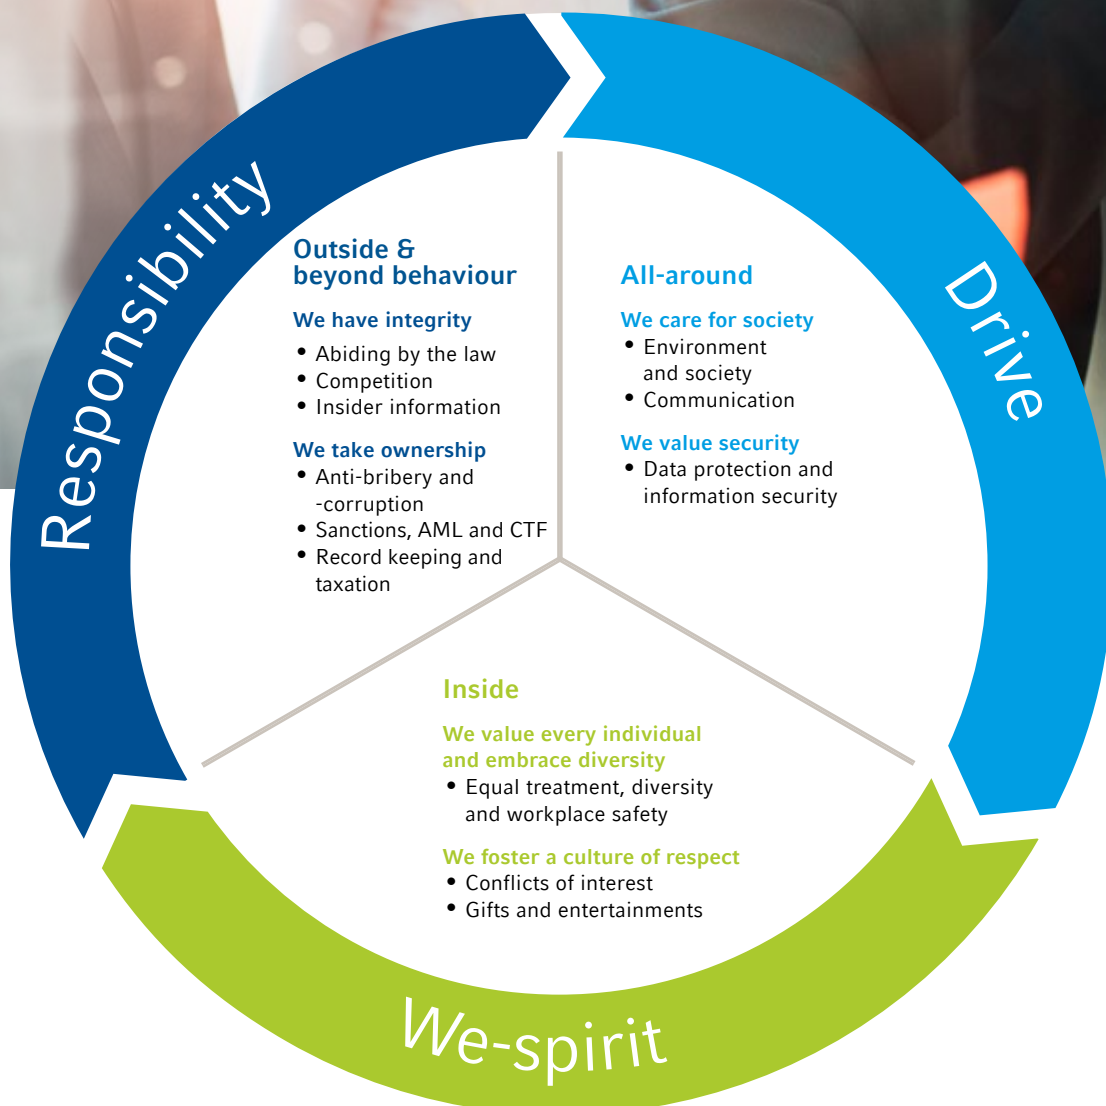 Responsibility
Outside &
beyond behaviour
We have integrity
• Abiding by the law
• Competition
• Insider information
We take ownership
• Anti-bribery and
-corruption
• Sanctions, AML and CTF
• Record keeping and
taxation
Drive
All-around
We care for society
• Environment
and society
• Communication
We value security
• Data protection and
information security
Inside
We value every individual
and embrace diversity
• Equal treatment, diversity
and workplace safety
We foster a culture of respect
• Conflicts of interest
• Gifts and entertainments
We-spirit